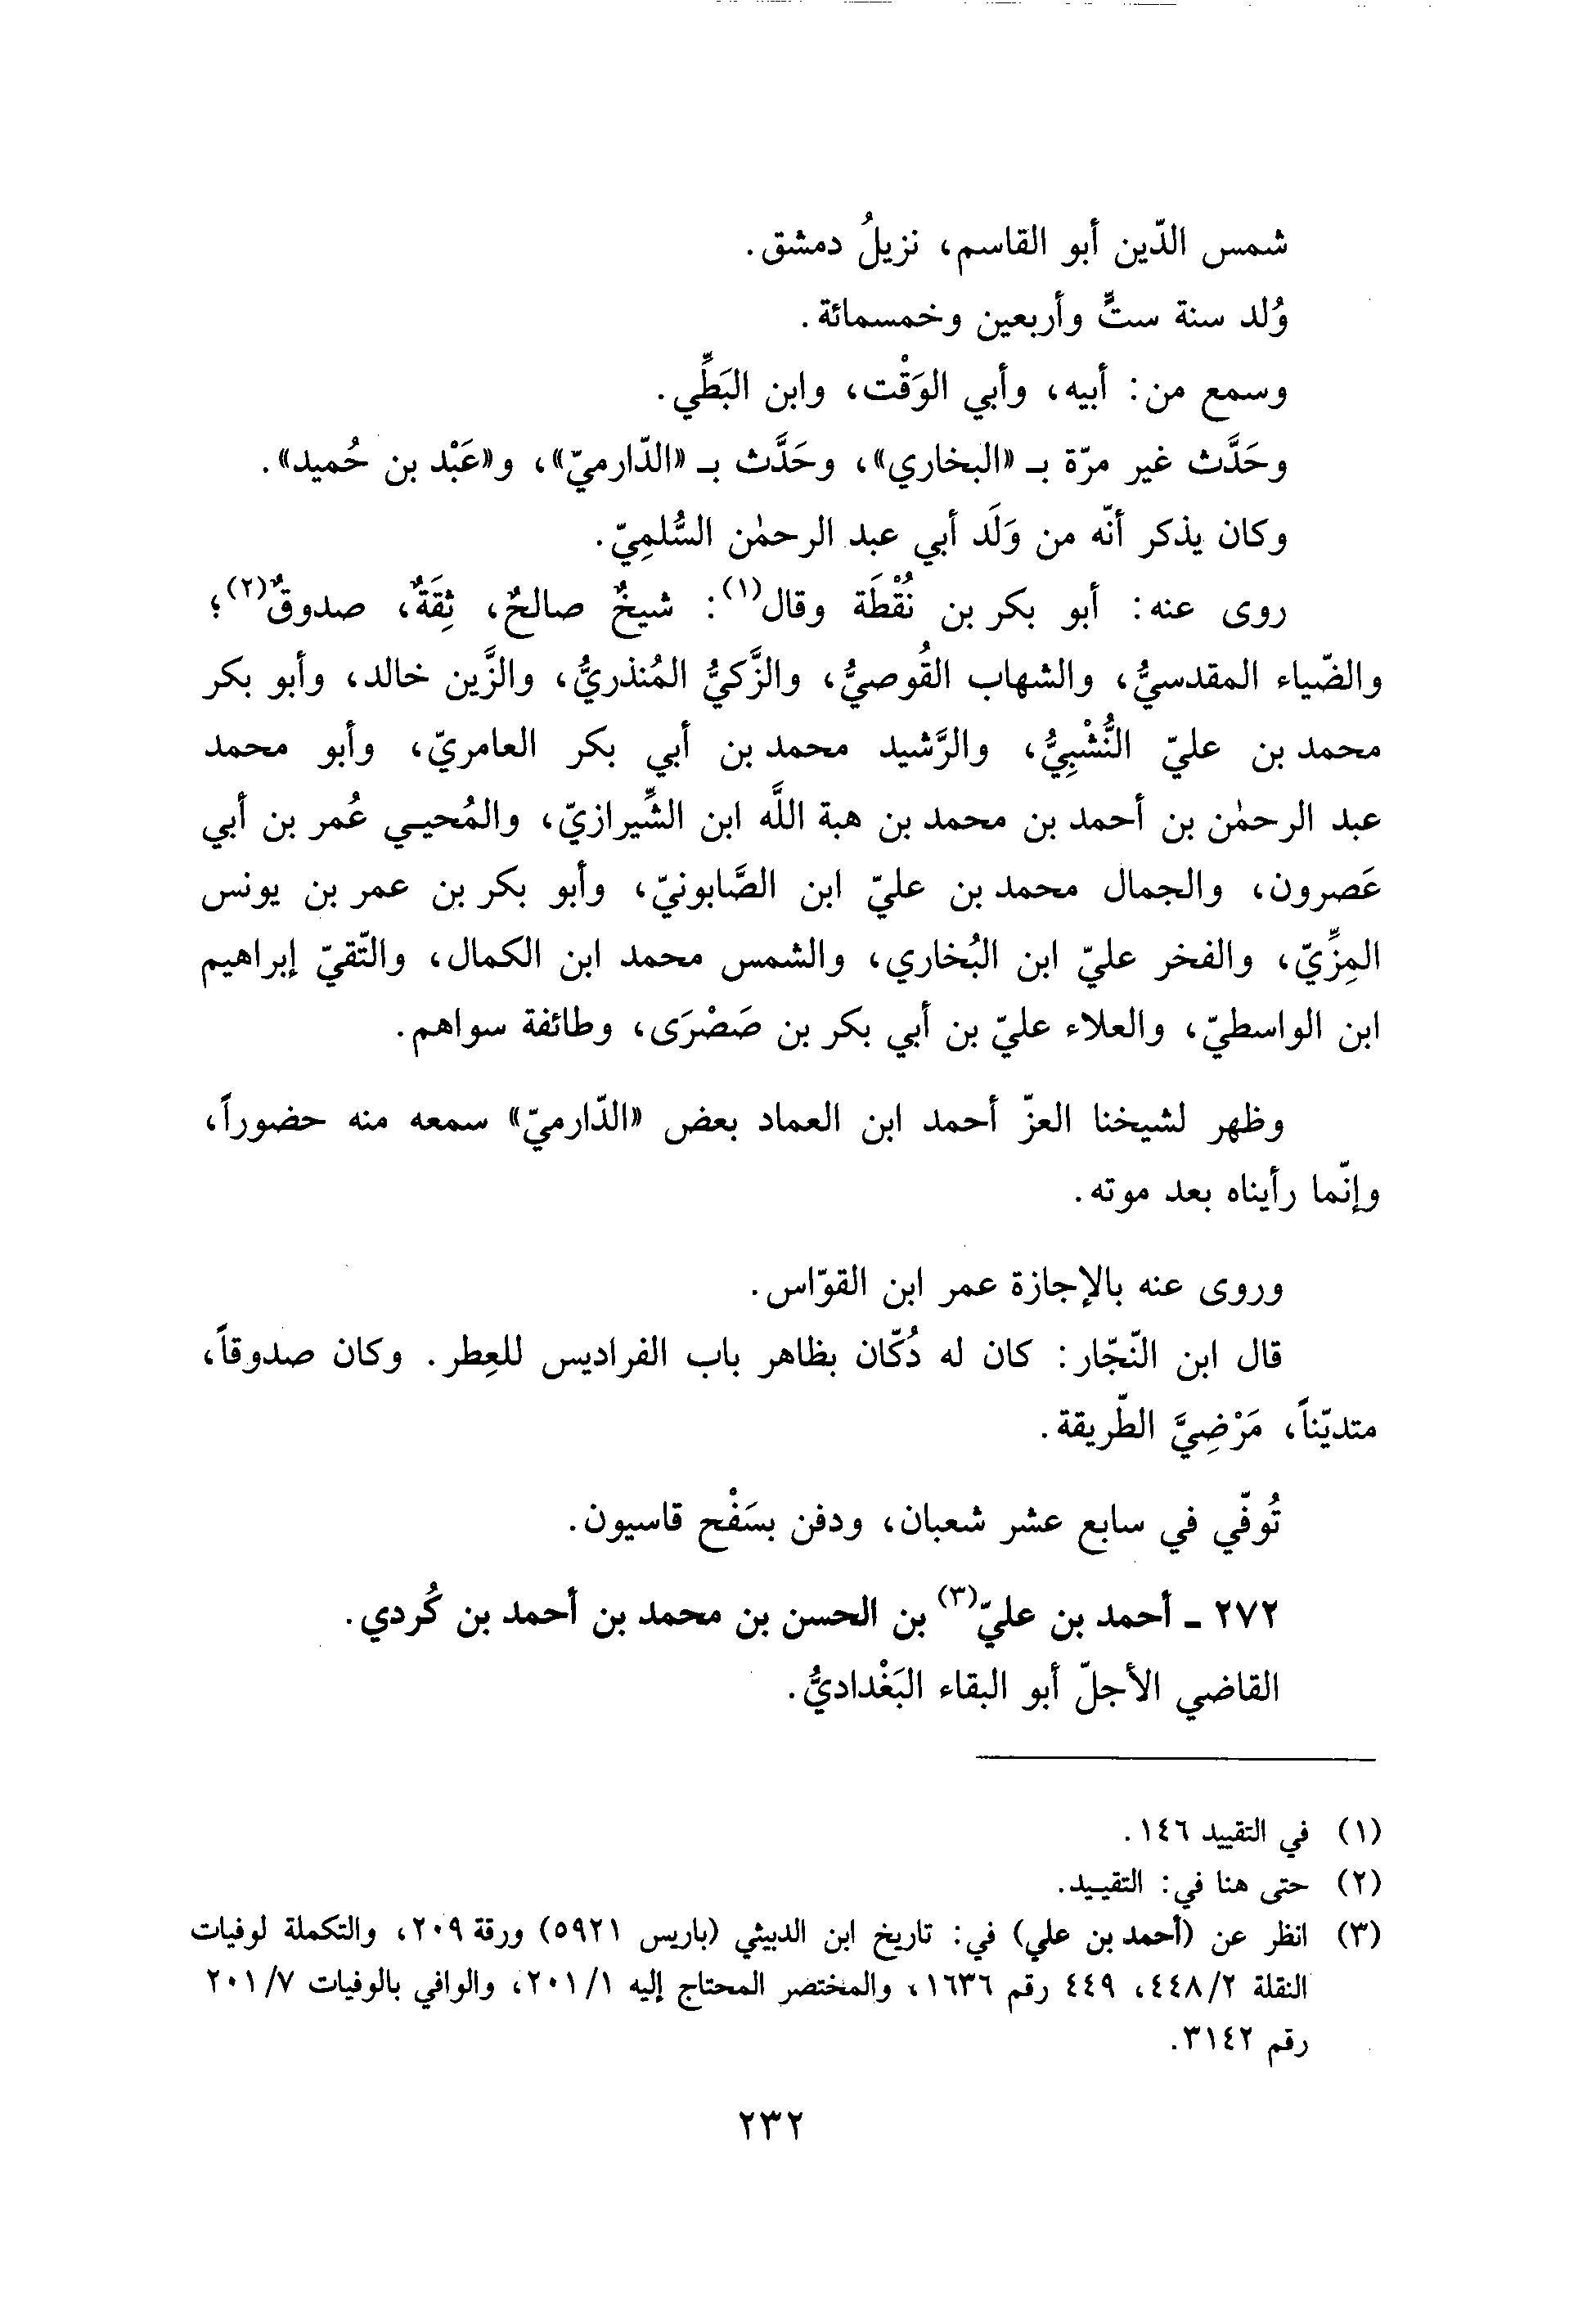 شمس الدّين أبو القاسم، نزيلُ دمشق.
وُلد سنة ستٍّ وأربعين وخمسمائة.
وسمع من: أبيه، وأبي الوَقْت، وابن البَطِّي.
وحَدَّث غير مرّة بـ «البخاري»، وحَدَّث بـ «الدّارميّ»، و«عَبْد بن حُميد».
وكان يذكر أنّه من وَلَد أبي عبد الرحمٰن السُّلمِيّ.
روى عنه: أبو بكر بن نُقْطَة وقال(١): شيخٌ صالحٌ، ثِقَةٌ، صدوقٌ(٢)؛
والضّياء المقدسيُّ، والشهاب القُوصيُّ، والزَّكيُّ المُنذريُّ، والزَّين خالد، وأبو بكر
محمد بن عليّ النُّشْبِيُّ، والرَّشيد محمد بن أبي بكر العامريّ، وأبو محمد
عبد الرحمٰن بن أحمد بن محمد بن هبة اللَّه ابن الشِّيرازيّ، والمُحيـي عُمر بن أبي
عَصرون، والجمال محمد بن عليّ ابن الصَّابونيّ، وأبو بكر بن عمر بن يونس
المِزِّيّ، والفخر عليّ ابن البُخاري، والشمس محمد ابن الكمال، والتّقيّ إبراهيم
ابن الواسطيّ، والعلاء عليّ بن أبي بكر بن صَصْرَى، وطائفة سواهم.
وظهر لشيخنا العزّ أحمد ابن العماد بعض «الدّارميّ» سمعه منه حضوراً،
وإنّما رأيناه بعد موته.
وروى عنه بالإجازة عمر ابن القوّاس.
قال ابن النّجّار: كان له دُكّان بظاهر باب الفراديس للعِطر. وكان صدوقاً،
متديّناً، مَرْضِيَّ الطّريقة.
تُوفّي في سابع عشر شعبان، ودفن بسَفْح قاسيون.
٢٧٢ ـ أحمد بن عليّ(٣) بن الحسن بن محمد بن أحمد بن كُردي.
القاضي الأجلّ أبو البقاء البَغْداديُّ.
(١) في التقييد ١٤٦.
(٢) حتى هنا في: التقيـيد.
(٣) انظر عن (أحمد بن علي) في: تاريخ ابن الدبيثي (باريس ٥٩٢١) ورقة ٢٠٩، والتكملة لوفيات
النقلة ٢/ ٤٤٨، ٤٤٩ رقم ١٦٣٦، والمختصر المحتاج إليه ١/ ٢٠١، والوافي بالوفيات ٧/ ٢٠١
رقم ٣١٤٢.
٢٣٢